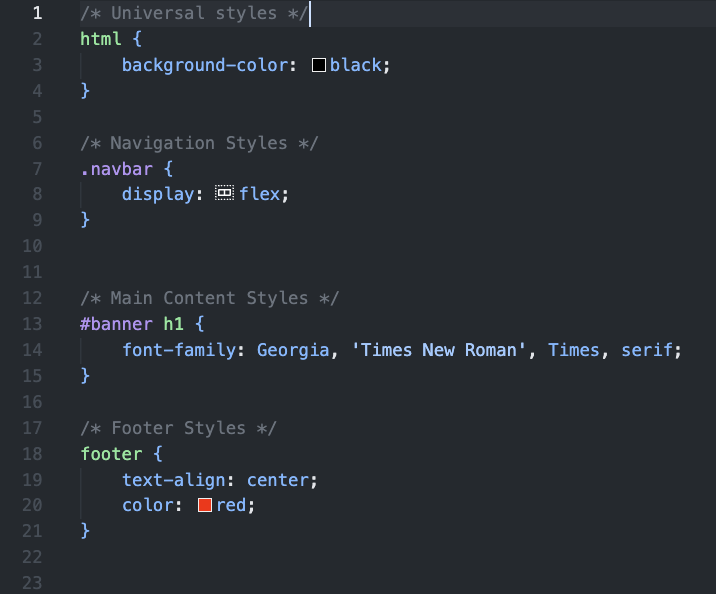 1 /* Universal styles */
2 html {
3     background-color: black;
4 }
5
6 /* Navigation Styles */
7 .navbar {
8     display: flex;
9 }
10
11
12 /* Main Content Styles */
13 #banner h1 {
14     font-family: Georgia, 'Times New Roman', Times, serif;
15 }
16
17 /* Footer Styles */
18 footer {
19     text-align: center;
20     color: red;
21 }
22
23